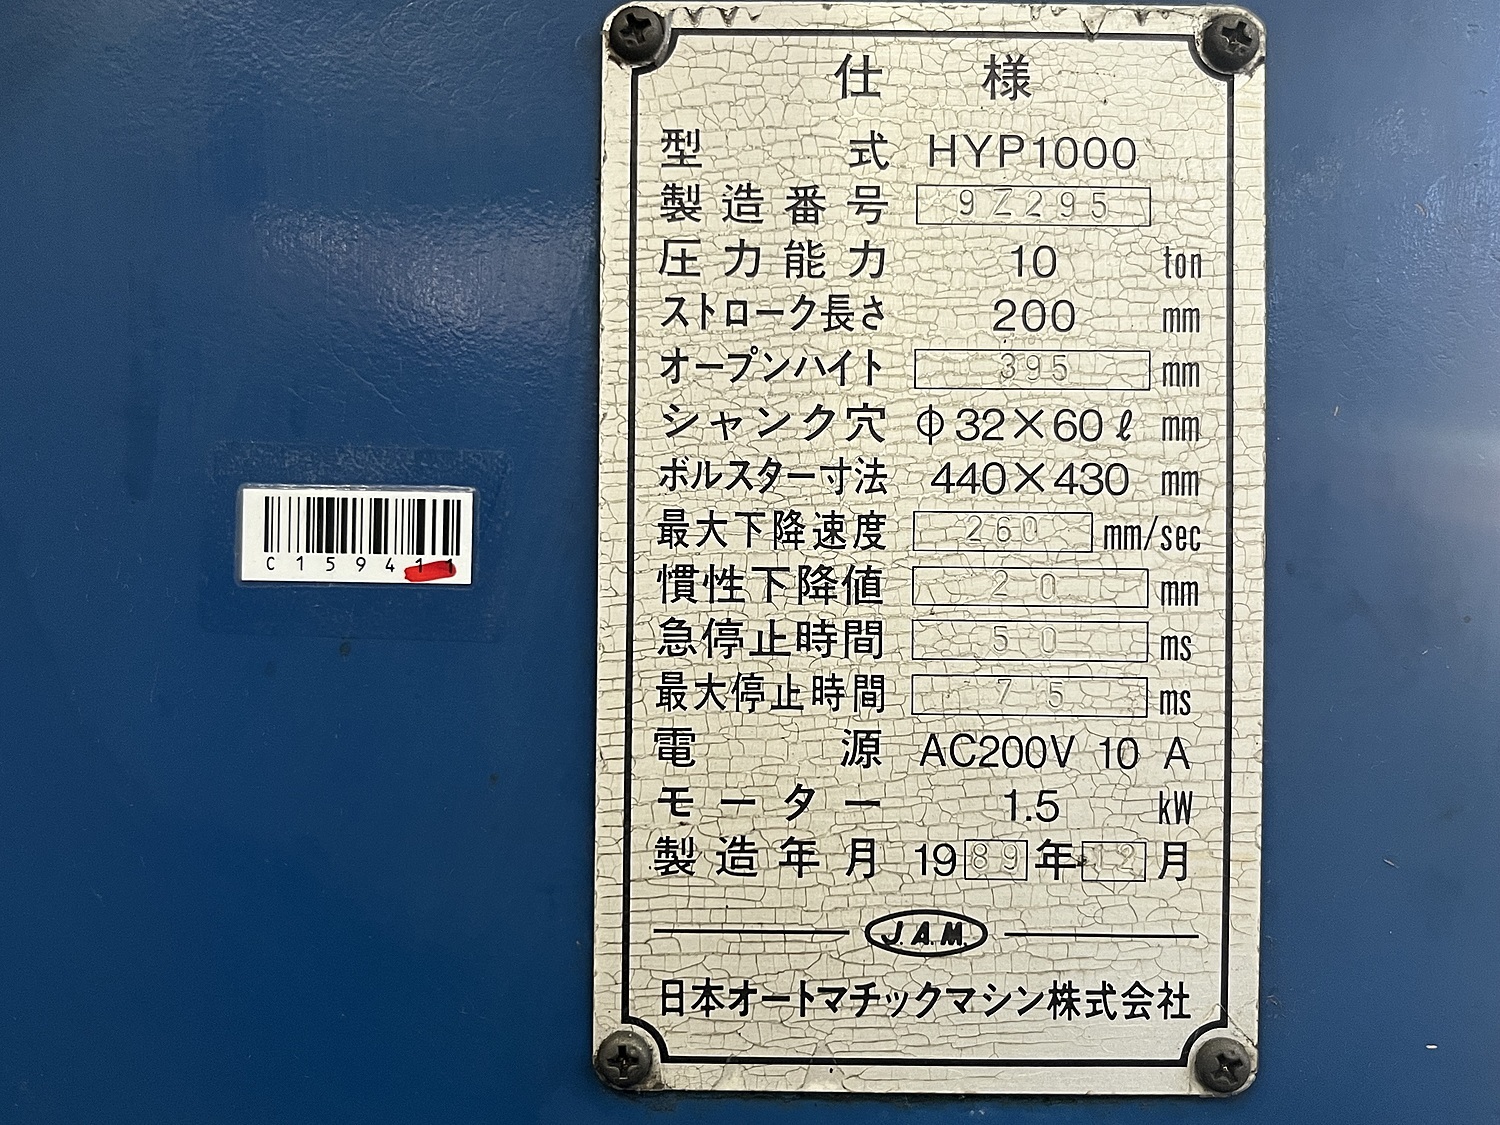 仕様
型式 HYP1000
製造番号 9Z295
圧力能力 10 ton
ストローク長さ 200 mm
オープンハイト 395 mm
シャンク穴 φ32×60ℓ mm
ボルスター寸法 440×430 mm
最大下降速度 260 mm/sec
慣性下降値 20 mm
急停止時間 50 ms
最大停止時間 75 ms
電源 AC200V 10 A
モーター 1.5 kW
製造年月 1989年12月
J.A.M.
日本オートマチックマシン株式会社
C159411